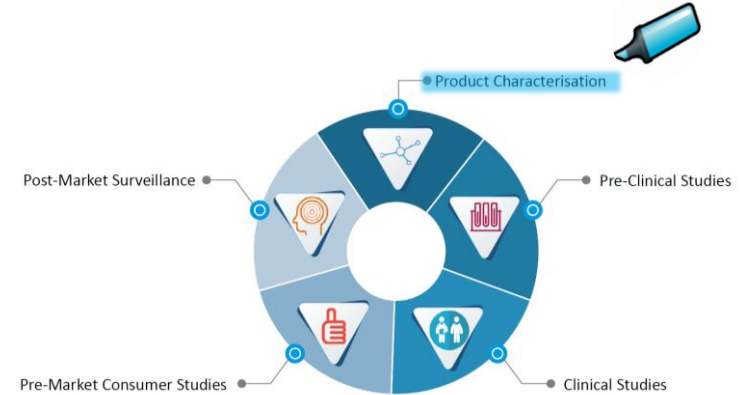 Product Characterisation
Post-Market Surveillance
Pre-Clinical Studies
Pre-Market Consumer Studies
Clinical Studies